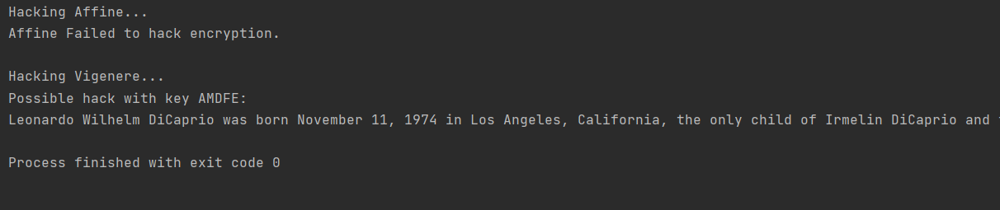 Hacking Affine...
Affine Failed to hack encryption.
Hacking Vigenere...
Possible hack with key AMDFE:
Leonardo Wilhelm DiCaprio was born November 11, 1974 in Los Angeles, California, the only child of Irmelin DiCaprio and
Process finished with exit code 0